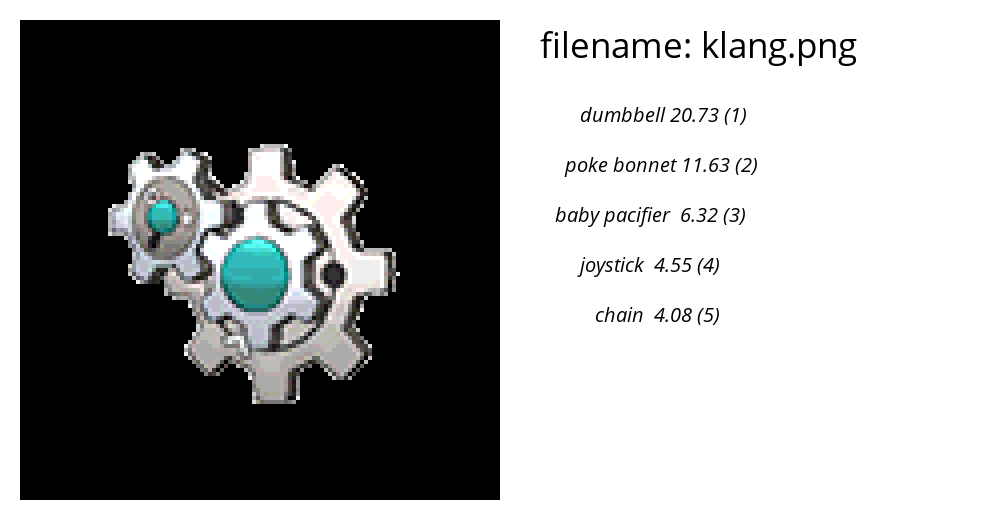 filename: klang.png
dumbbell 20.73 (1)
poke bonnet 11.63 (2)
baby pacifier 6.32 (3)
joystick 4.55 (4)
chain 4.08 (5)